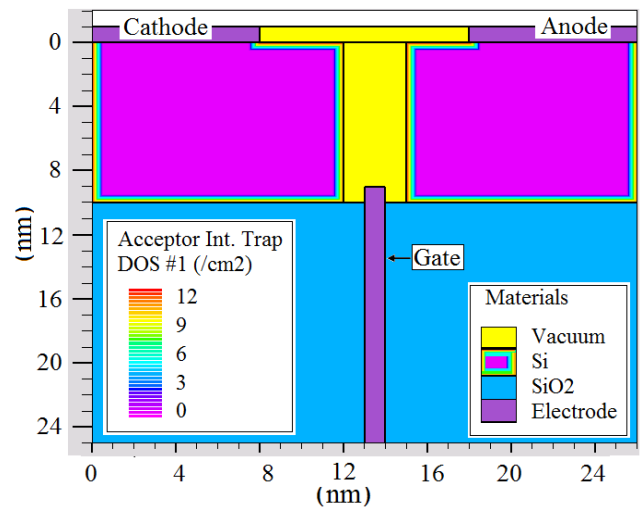 Cathode
Anode
0
4
8
12
16
20
24
(nm)
Gate
Acceptor Int. Trap
DOS #1 (/cm2)
12
9
6
3
0
Materials
Vacuum
Si
SiO2
Electrode
0 4 8 12 16 20 24
(nm)